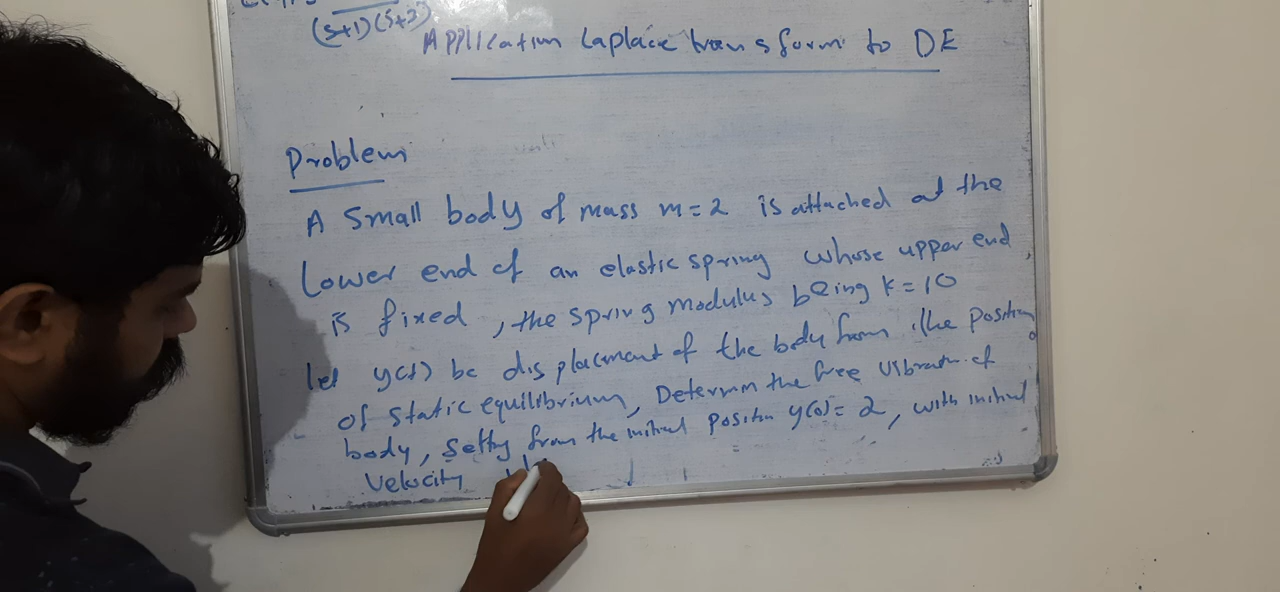 (s+1)(s+2)
Application Laplace transform to DE
Problem
A small body of mass m=2 is attached at the
Lower end of an elastic spring whose upper end
is fixed, the spring modulus being k=10
let y(t) be displacment of the body from the position
of static equilibrium, Determin the free vibration of
body, from the initial position y(0)=2, with initial
Velocity